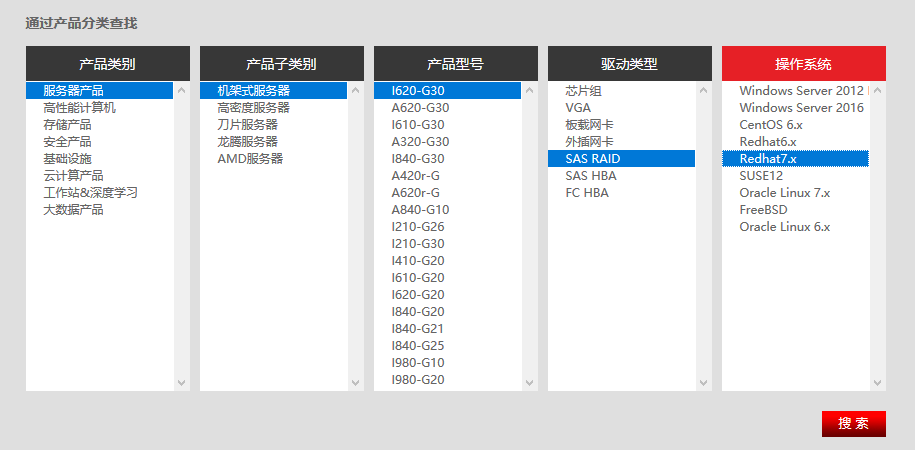 通过产品分类查找
产品类别
服务器产品
高性能计算机
存储产品
安全产品
基础设施
云计算产品
工作站&深度学习
大数据产品
产品子类别
机架式服务器
高密度服务器
刀片服务器
龙腾服务器
AMD服务器
产品型号
I620-G30
A620-G30
I610-G30
A320-G30
I840-G30
A420r-G
A620r-G
A840-G10
I210-G26
I210-G30
I410-G20
I610-G20
I620-G20
I840-G20
I840-G21
I840-G25
I980-G10
I980-G20
驱动类型
芯片组
VGA
板载网卡
外插网卡
SAS RAID
SAS HBA
FC HBA
操作系统
Windows Server 2012
Windows Server 2016
CentOS 6.x
Redhat6.x
Redhat7.x
SUSE12
Oracle Linux 7.x
FreeBSD
Oracle Linux 6.x
搜 索